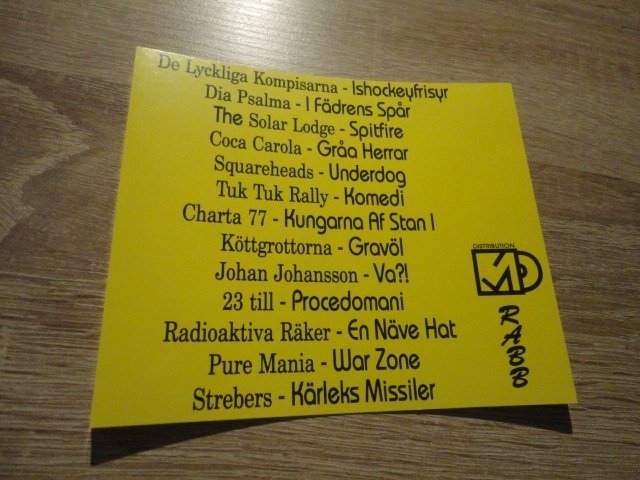 De Lyckliga Kompisarna - Ishockeyfrisyr
Dia Psalma - I Fädrens Spår
The Solar Lodge - Spitfire
Coca Carola - Gråa Herrar
Squareheads - Underdog
Tuk Tuk Rally - Komedi
Charta 77 - Kungarna Af Stan I
Köttgrottorna - Gravöl
Johan Johansson - Va?!
23 till - Procedomani
Radioaktiva Räker - En Näve Hat
Pure Mania - War Zone
Strebers - Kärleks Missiler
DISTRIBUTION
MD
RABB